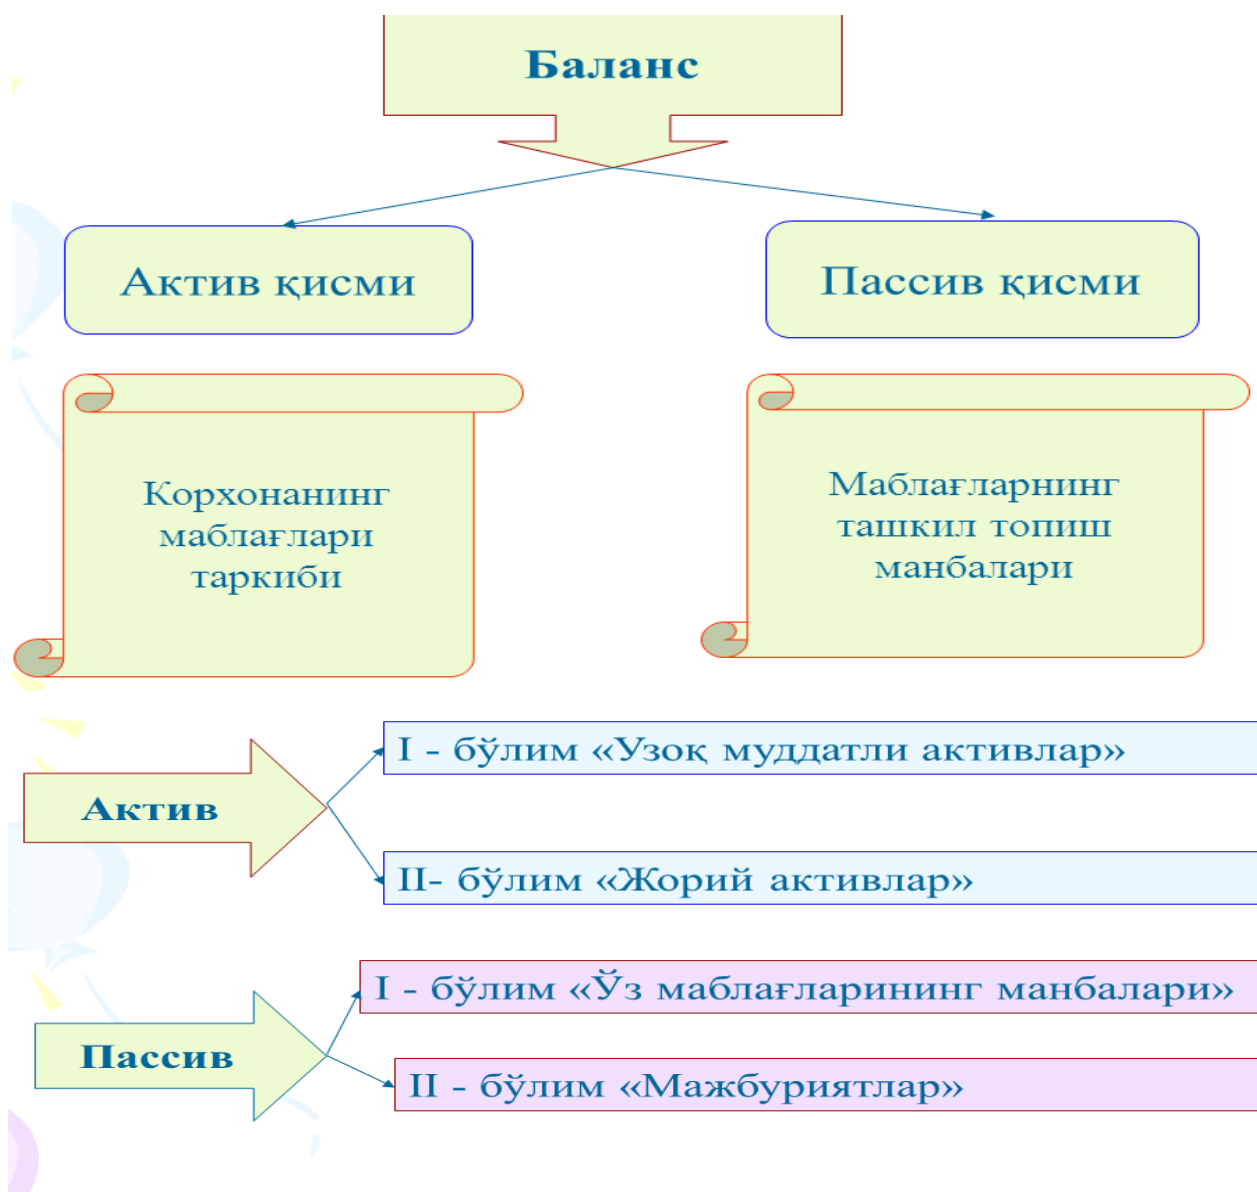 Баланс
Актив қисми
Пассив қисми
Корхонанинг
маблағлари
таркиби
Маблағларнинг
ташкил топиш
манбалари
Актив
I - бўлим «Узоқ муддатли активлар»
II- бўлим «Жорий активлар»
Пассив
I - бўлим «Ўз маблағларининг манбалари»
II - бўлим «Мажбуриятлар»